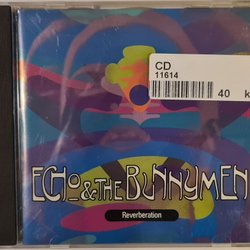 CD
11614
40 k
ECHO & THE BUNNYMEN
Reverberation